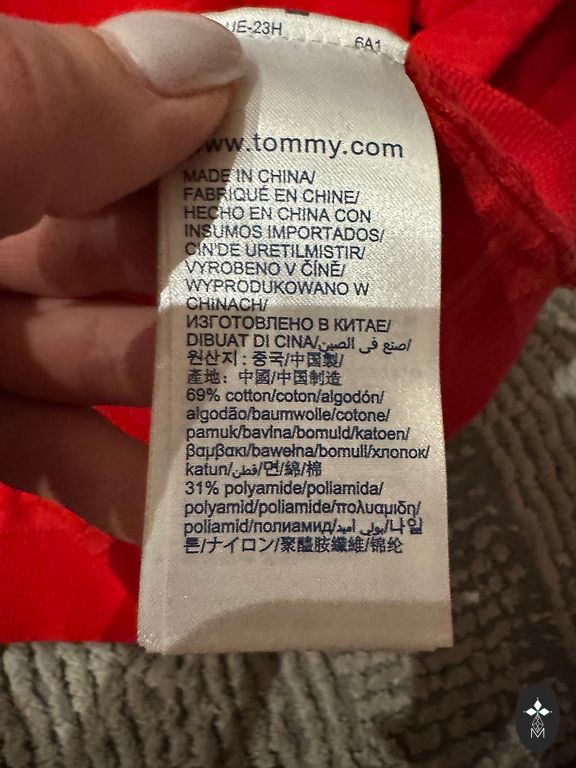 UE-23H
6A1
www.tommy.com
MADE IN CHINA/
FABRIQUÉ EN CHINE/
HECHO EN CHINA CON
INSUMOS IMPORTADOS/
CIN'DE URETILMISTIR/
VYROBENO V ČÍNĚ/
WYPRODUKOWANO W
CHINACH/
ИЗГОТОВЛЕНО В КИТАЕ/
DIBUAT DI CINA/صنع في الصين/
원산지 : 중국/中国製/
產地：中國/中国制造
69% cotton/coton/algodón/
algodão/baumwolle/cotone/
pamuk/bavlna/bomuld/katoen/
βαμβακι/bawełna/bomull/хлопок/
katun/قطن/면/綿/棉
31% polyamide/poliamida/
polyamid/poliamide/πολυαμιδη/
poliamid/полиамид/بولي أميد/나일
론/ナイロン/聚醯胺纖維/锦纶
M